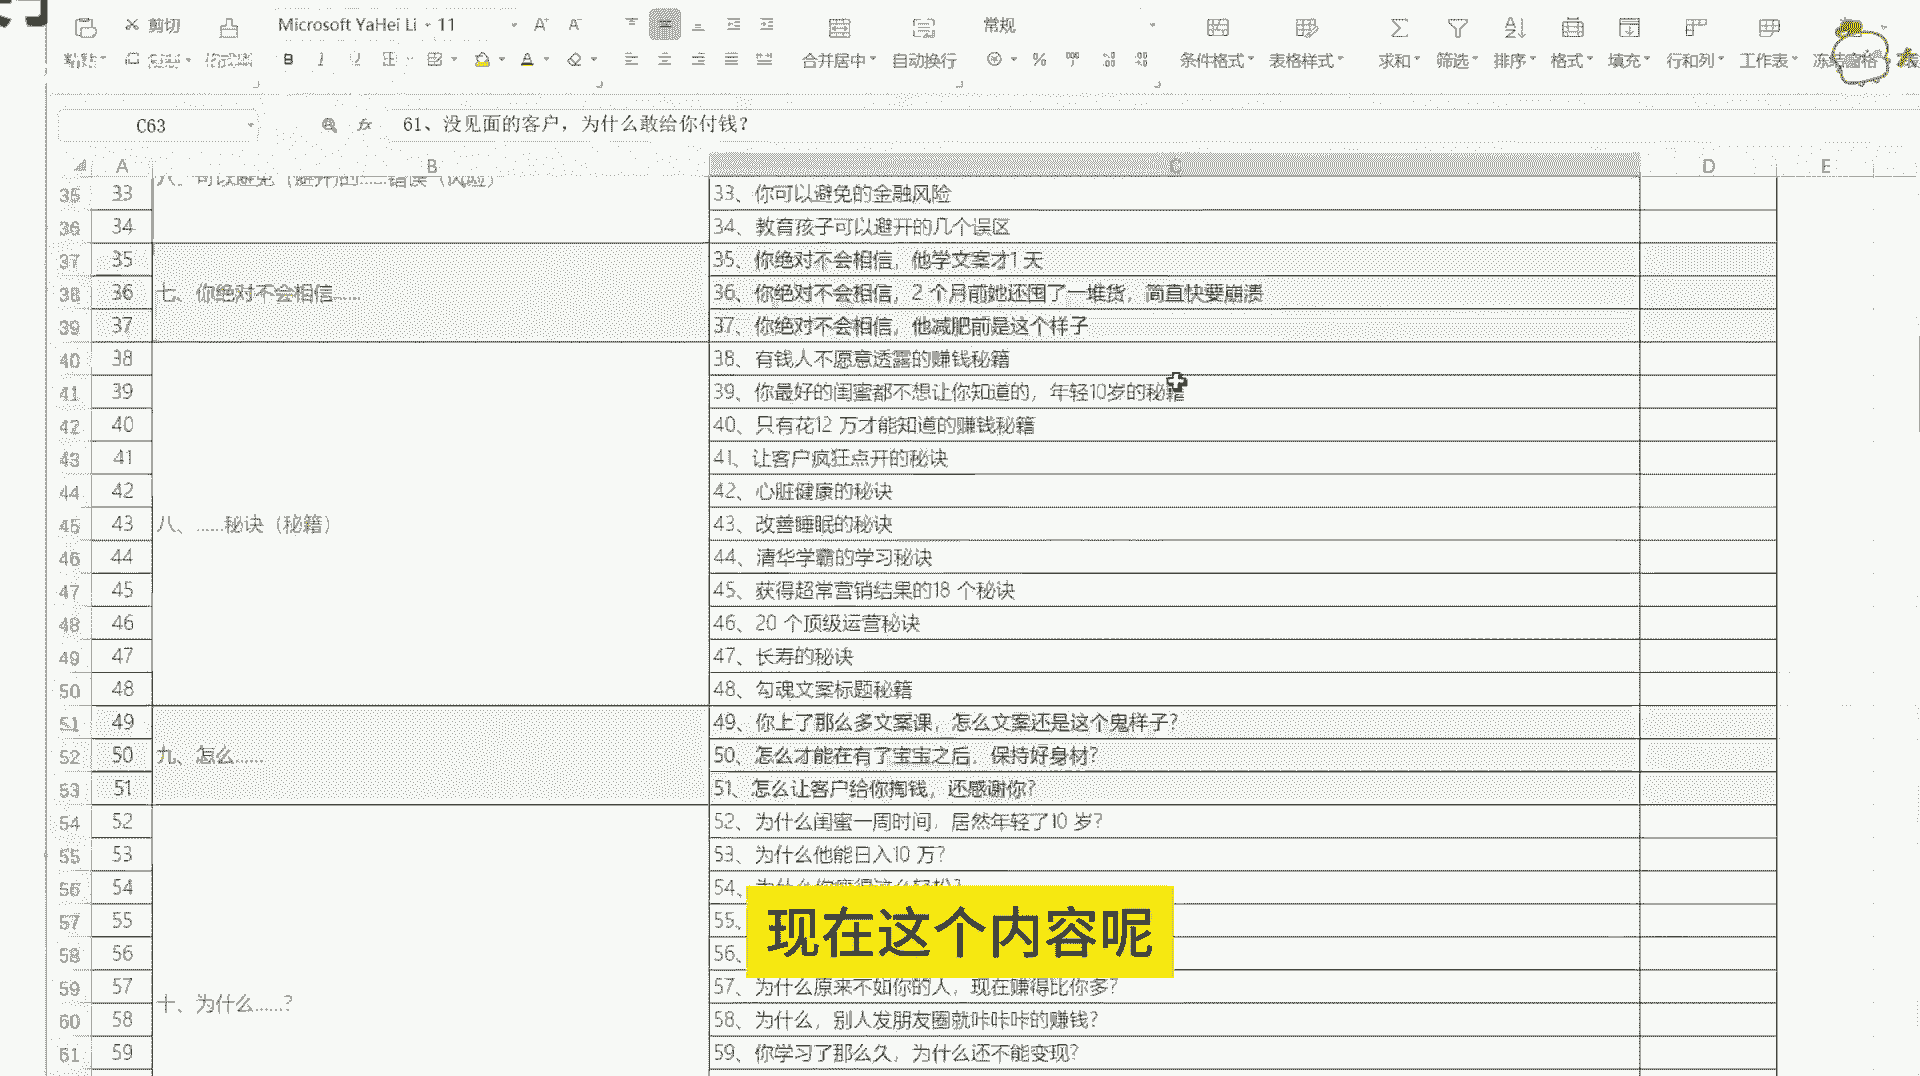 剪切
Microsoft YaHei Li 11
A⁺ A⁻
常规
粘贴
B I U
A
合并居中 自动换行
%
条件格式 表格样式
求和 筛选 排序 格式 填充 行和列 工作表 冻结窗格
C63 fx 61、没见面的客户，为什么敢给你付钱？
A B C D E
35 33 33、你可以避免的金融风险
36 34 34、教育孩子可以避开的几个误区
37 35 35、你绝对不会相信，他学文案才1 天
38 36 七、你绝对不会相信...... 36、你绝对不会相信，2 个月前她还囤了一堆货，简直快要崩溃
39 37 37、你绝对不会相信，他减肥前是这个样子
40 38 38、有钱人不愿意透露的赚钱秘籍
41 39 39、你最好的闺蜜都不想让你知道的，年轻10岁的秘籍
42 40 40、只有花12 万才能知道的赚钱秘籍
43 41 41、让客户疯狂点开的秘诀
44 42 42、心脏健康的秘诀
45 43 八、......秘诀（秘籍） 43、改善睡眠的秘诀
46 44 44、清华学霸的学习秘诀
47 45 45、获得超常营销结果的18 个秘诀
48 46 46、20 个顶级运营秘诀
49 47 47、长寿的秘诀
50 48 48、勾魂文案标题秘籍
51 49 49、你上了那么多文案课，怎么文案还是这个鬼样子？
52 50 九、怎么...... 50、怎么才能在有了宝宝之后，保持好身材？
53 51 51、怎么让客户给你掏钱，还感谢你？
54 52 52、为什么闺蜜一周时间，居然年轻了10 岁？
55 53 53、为什么他能日入10 万？
56 54 54、
57 55 55、
58 56 56、
现在这个内容呢
59 57 57、为什么原来不如你的人，现在赚得比你多？
十、为什么......？
60 58 58、为什么，别人发朋友圈就咔咔咔的赚钱？
61 59 59、你学习了那么久，为什么还不能变现？